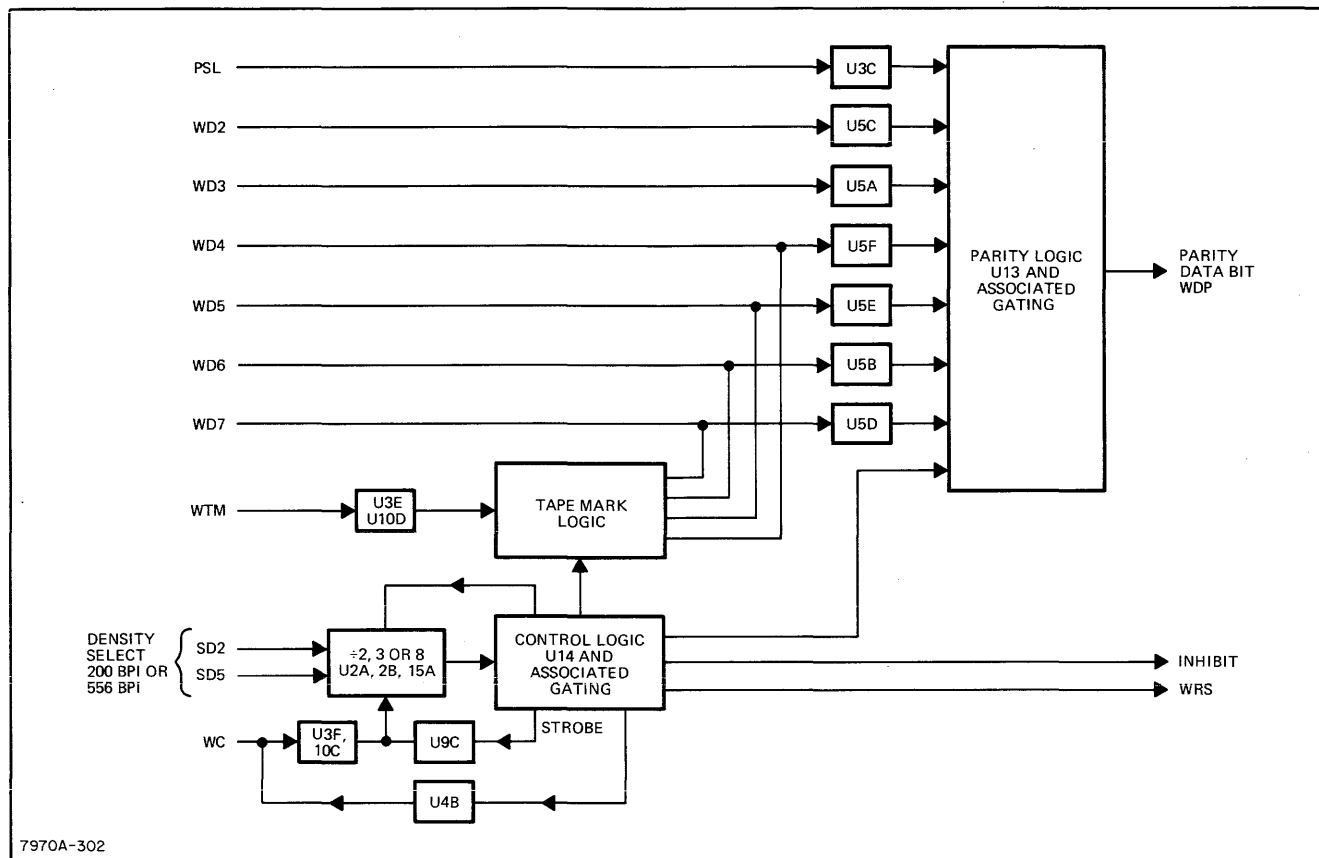 PSL
U3C
WD2
U5C
WD3
U5A
WD4
U5F
WD5
U5E
WD6
U5B
WD7
U5D
PARITY LOGIC
U13 AND
ASSOCIATED
GATING
PARITY
DATA BIT
WDP
WTM
U3E
U10D
TAPE MARK
LOGIC
DENSITY
SELECT
200 BPI OR
556 BPI
SD2
SD5
÷2, 3 OR 8
U2A, 2B, 15A
CONTROL LOGIC
U14 AND
ASSOCIATED
GATING
INHIBIT
WRS
STROBE
WC
U3F,
10C
U9C
U4B
7970A-302